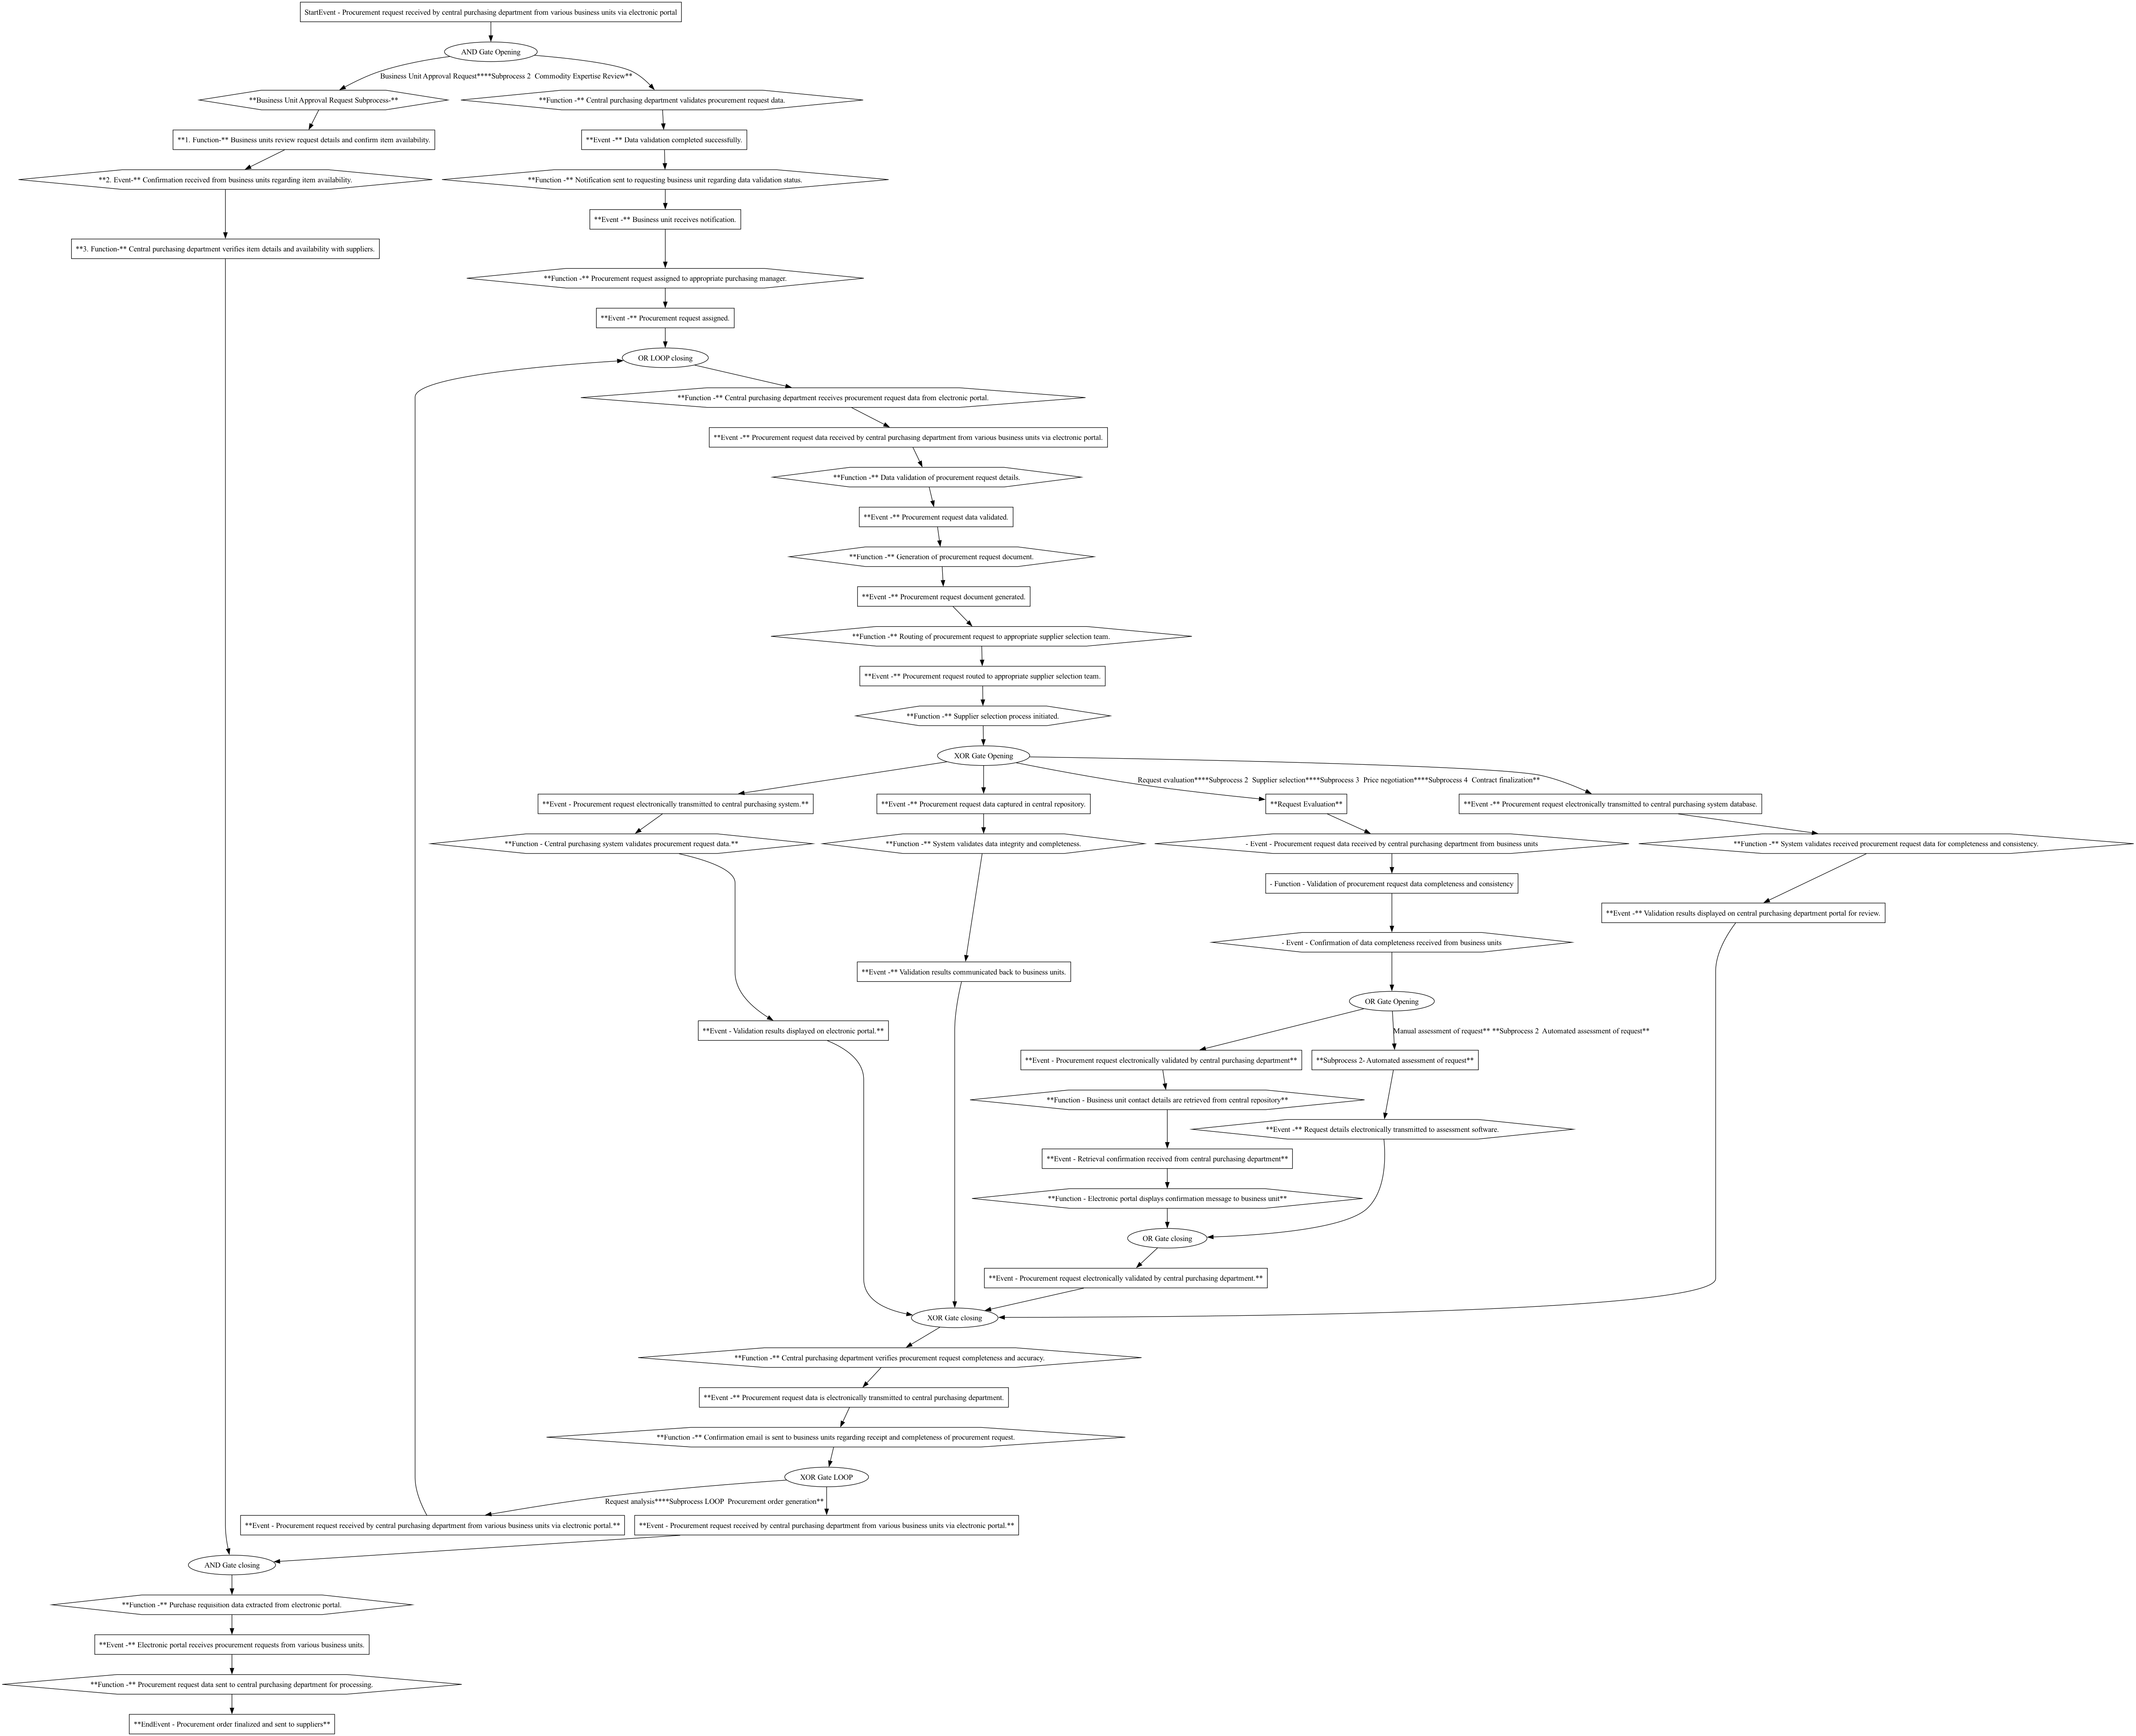 StartEvent - Procurement request received by central purchasing department from various business units via electronic portal
AND Gate Opening
Business Unit Approval Request****Subprocess 2  Commodity Expertise Review**
**Business Unit Approval Request Subprocess-**
**Function -** Central purchasing department validates procurement request data.
**1. Function-** Business units review request details and confirm item availability.
**Event -** Data validation completed successfully.
**2. Event-** Confirmation received from business units regarding item availability.
**Function -** Notification sent to requesting business unit regarding data validation status.
**Event -** Business unit receives notification.
**3. Function-** Central purchasing department verifies item details and availability with suppliers.
**Function -** Procurement request assigned to appropriate purchasing manager.
**Event -** Procurement request assigned.
OR LOOP closing
**Function -** Central purchasing department receives procurement request data from electronic portal.
**Event -** Procurement request data received by central purchasing department from various business units via electronic portal.
**Function -** Data validation of procurement request details.
**Event -** Procurement request data validated.
**Function -** Generation of procurement request document.
**Event -** Procurement request document generated.
**Function -** Routing of procurement request to appropriate supplier selection team.
**Event -** Procurement request routed to appropriate supplier selection team.
**Function -** Supplier selection process initiated.
XOR Gate Opening
Request evaluation****Subprocess 2  Supplier selection****Subprocess 3  Price negotiation****Subprocess 4  Contract finalization**
**Event - Procurement request electronically transmitted to central purchasing system.**
**Event -** Procurement request data captured in central repository.
**Request Evaluation**
**Event -** Procurement request electronically transmitted to central purchasing system database.
**Function - Central purchasing system validates procurement request data.**
**Function -** System validates data integrity and completeness.
- Event - Procurement request data received by central purchasing department from business units
**Function -** System validates received procurement request data for completeness and consistency.
- Function - Validation of procurement request data completeness and consistency
**Event -** Validation results displayed on central purchasing department portal for review.
- Event - Confirmation of data completeness received from business units
**Event -** Validation results communicated back to business units.
OR Gate Opening
**Event - Validation results displayed on electronic portal.**
Manual assessment of request** **Subprocess 2  Automated assessment of request**
**Event - Procurement request electronically validated by central purchasing department**
**Subprocess 2- Automated assessment of request**
**Function - Business unit contact details are retrieved from central repository**
**Event -** Request details electronically transmitted to assessment software.
**Event - Retrieval confirmation received from central purchasing department**
**Function - Electronic portal displays confirmation message to business unit**
OR Gate closing
**Event - Procurement request electronically validated by central purchasing department.**
XOR Gate closing
**Function -** Central purchasing department verifies procurement request completeness and accuracy.
**Event -** Procurement request data is electronically transmitted to central purchasing department.
**Function -** Confirmation email is sent to business units regarding receipt and completeness of procurement request.
XOR Gate LOOP
Request analysis****Subprocess LOOP  Procurement order generation**
**Event - Procurement request received by central purchasing department from various business units via electronic portal.**
**Event - Procurement request received by central purchasing department from various business units via electronic portal.**
AND Gate closing
**Function -** Purchase requisition data extracted from electronic portal.
**Event -** Electronic portal receives procurement requests from various business units.
**Function -** Procurement request data sent to central purchasing department for processing.
**EndEvent - Procurement order finalized and sent to suppliers**